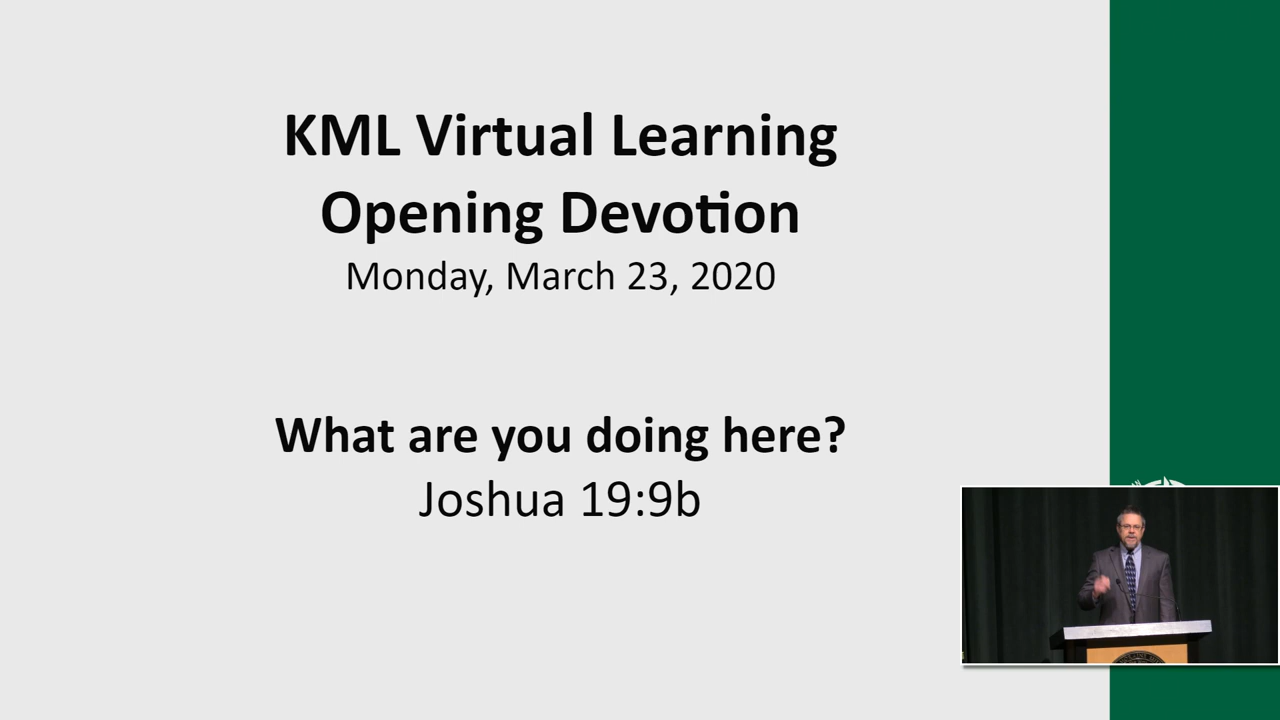 KML Virtual Learning
Opening Devotion
Monday, March 23, 2020
What are you doing here?
Joshua 19:9b